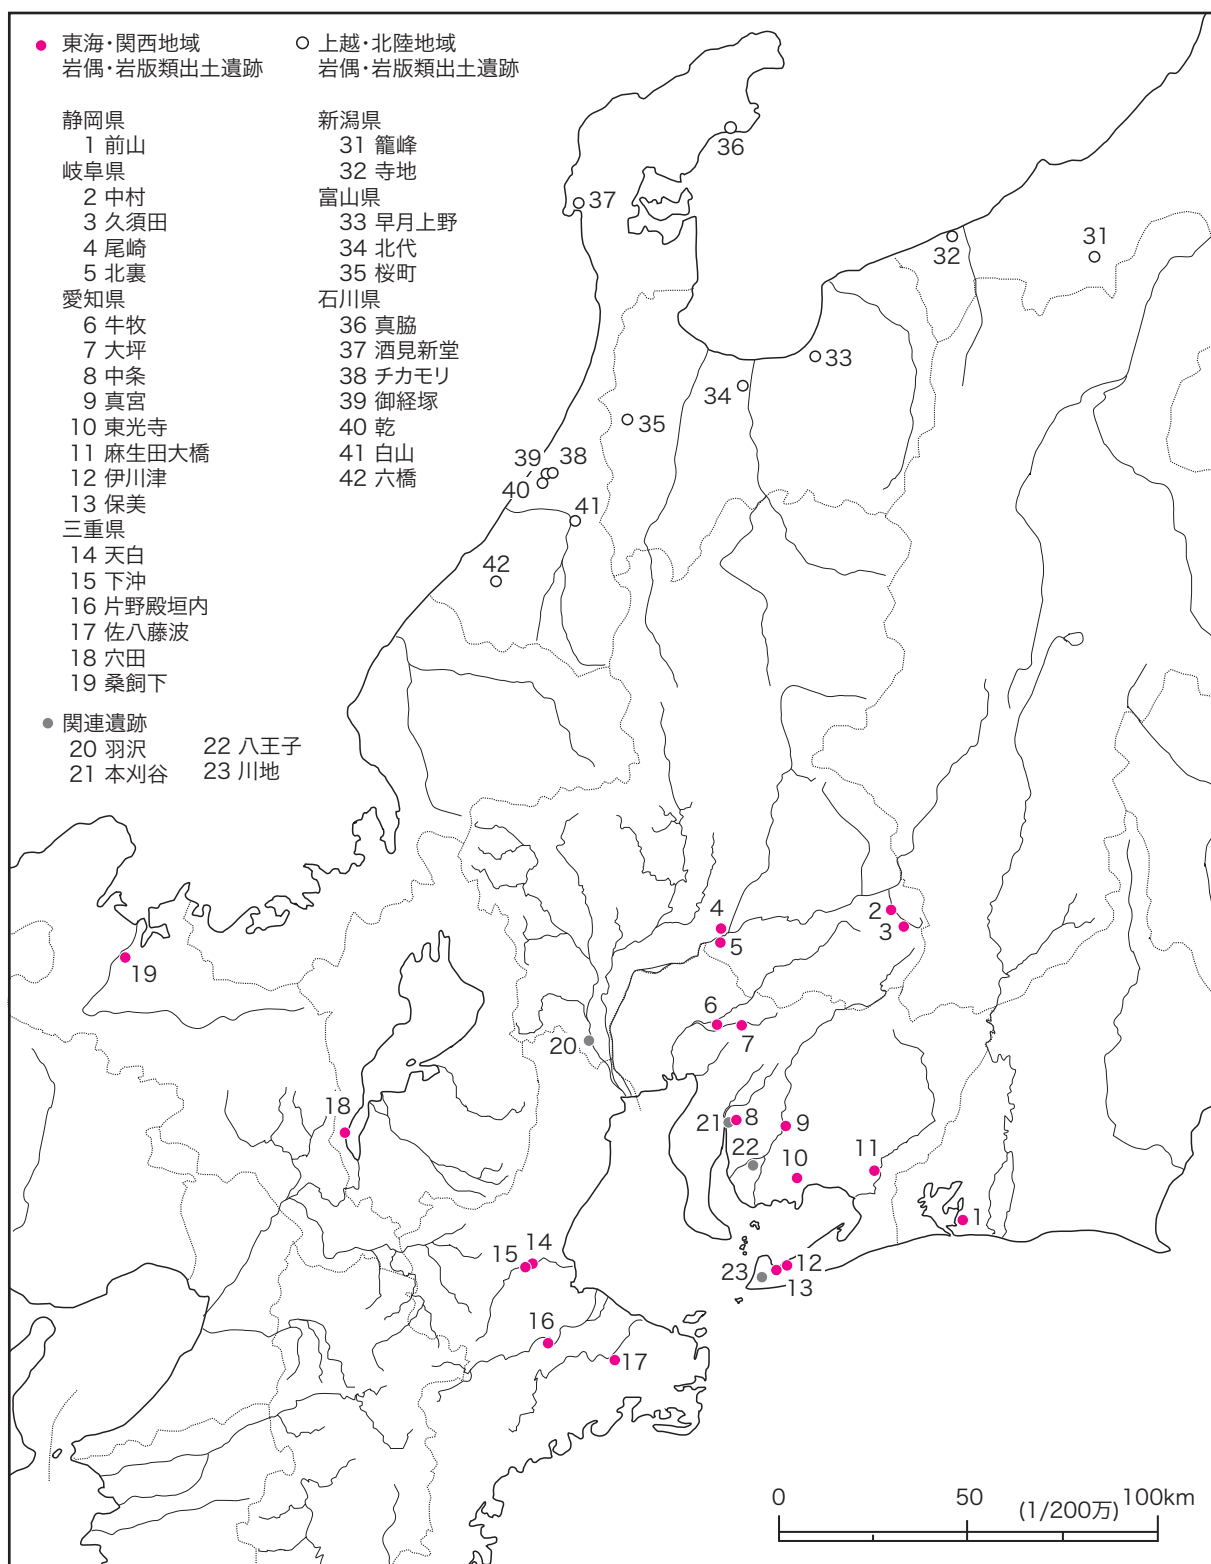 東海・関西地域
岩偶・岩版類出土遺跡
静岡県
1 前山
岐阜県
2 中村
3 久須田
4 尾崎
5 北裏
愛知県
6 牛牧
7 大坪
8 中条
9 真宮
10 東光寺
11 麻生田大橋
12 伊川津
13 保美
三重県
14 天白
15 下沖
16 片野殿垣内
17 佐八藤波
18 穴田
19 桑飼下
関連遺跡
20 羽沢
21 本刈谷
22 八王子
23 川地
上越・北陸地域
岩偶・岩版類出土遺跡
新潟県
31 籠峰
32 寺地
富山県
33 早月上野
34 北代
35 桜町
石川県
36 真脇
37 酒見新堂
38 チカモリ
39 御経塚
40 乾
41 白山
42 六橋
36
37
32
31
33
34
35
39
38
40
41
42
4
5
2
3
19
6
7
20
18
21
8
9
22
10
11
1
15
14
12
23
13
16
17
0
50
100km
(1/200万)